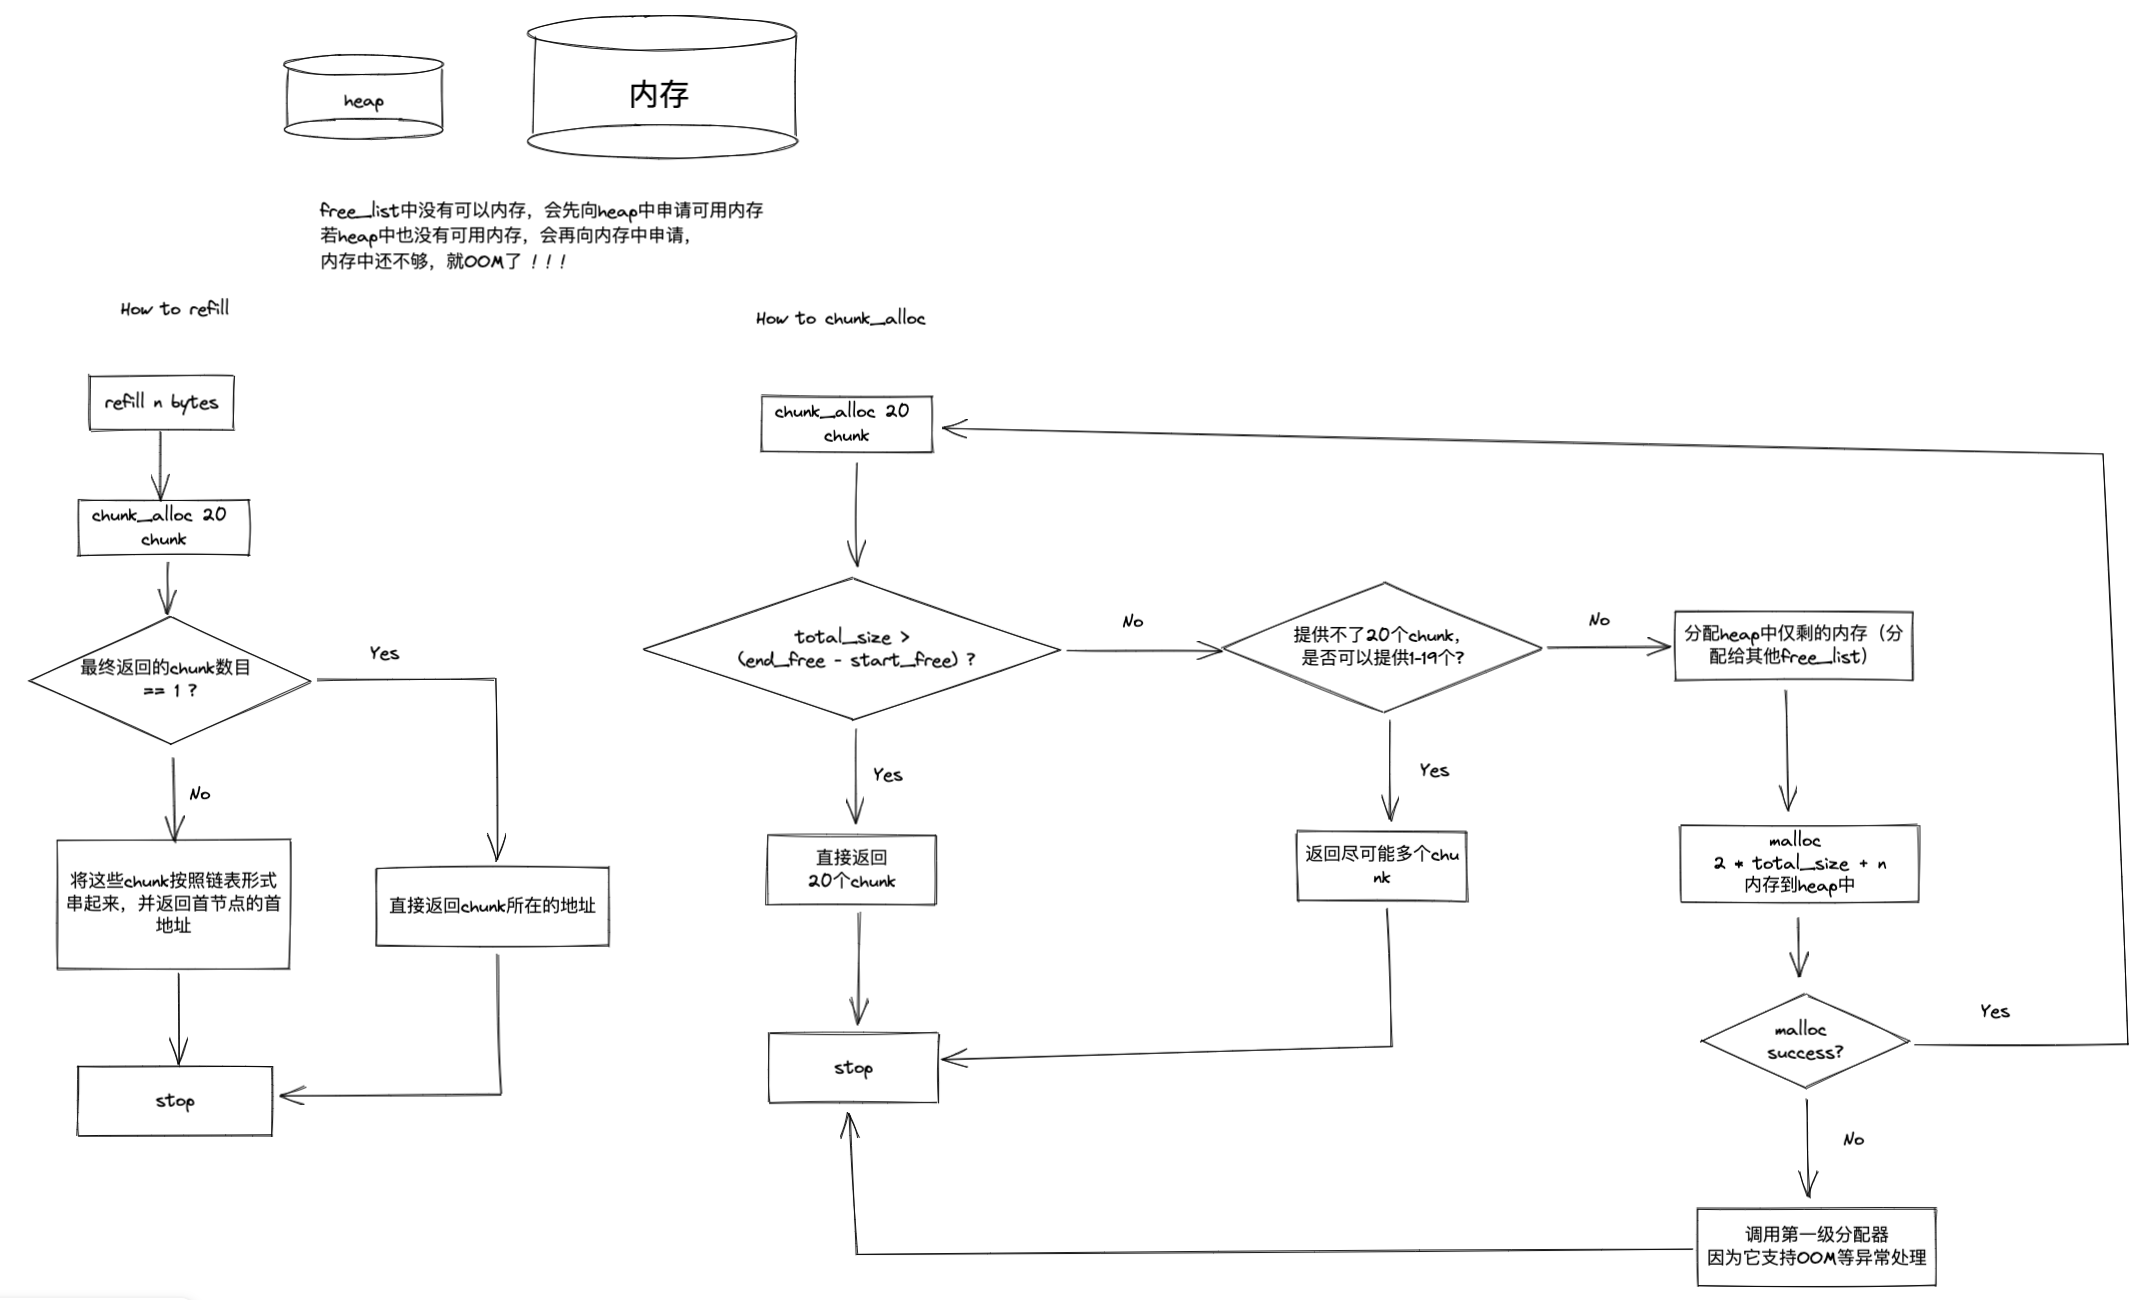 heap
内存
free_list中没有可以内存，会先向heap中申请可用内存
若heap中也没有可用内存，会再向内存中申请，
内存中还不够，就OOM了！！！
How to refill
refill n bytes
chunk_alloc 20
chunk
最终返回的chunk数目
== 1 ?
Yes
No
将这些chunk按照链表形式
串起来，并返回首节点的首
地址
直接返回chunk所在的地址
stop
How to chunk_alloc
chunk_alloc 20
chunk
total_size >
(end_free - start_free) ?
No
提供不了20个chunk，
是否可以提供1-19个？
No
分配heap中仅剩的内存（分
配给其他free_list）
Yes
直接返回
20个chunk
Yes
返回尽可能多个chu
nk
malloc
2 * total_size + n
内存到heap中
stop
malloc
success?
Yes
No
调用第一级分配器
因为它支持OOM等异常处理